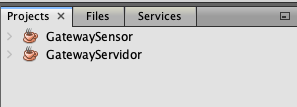 Projects Files Services
GatewaySensor
GatewayServidor